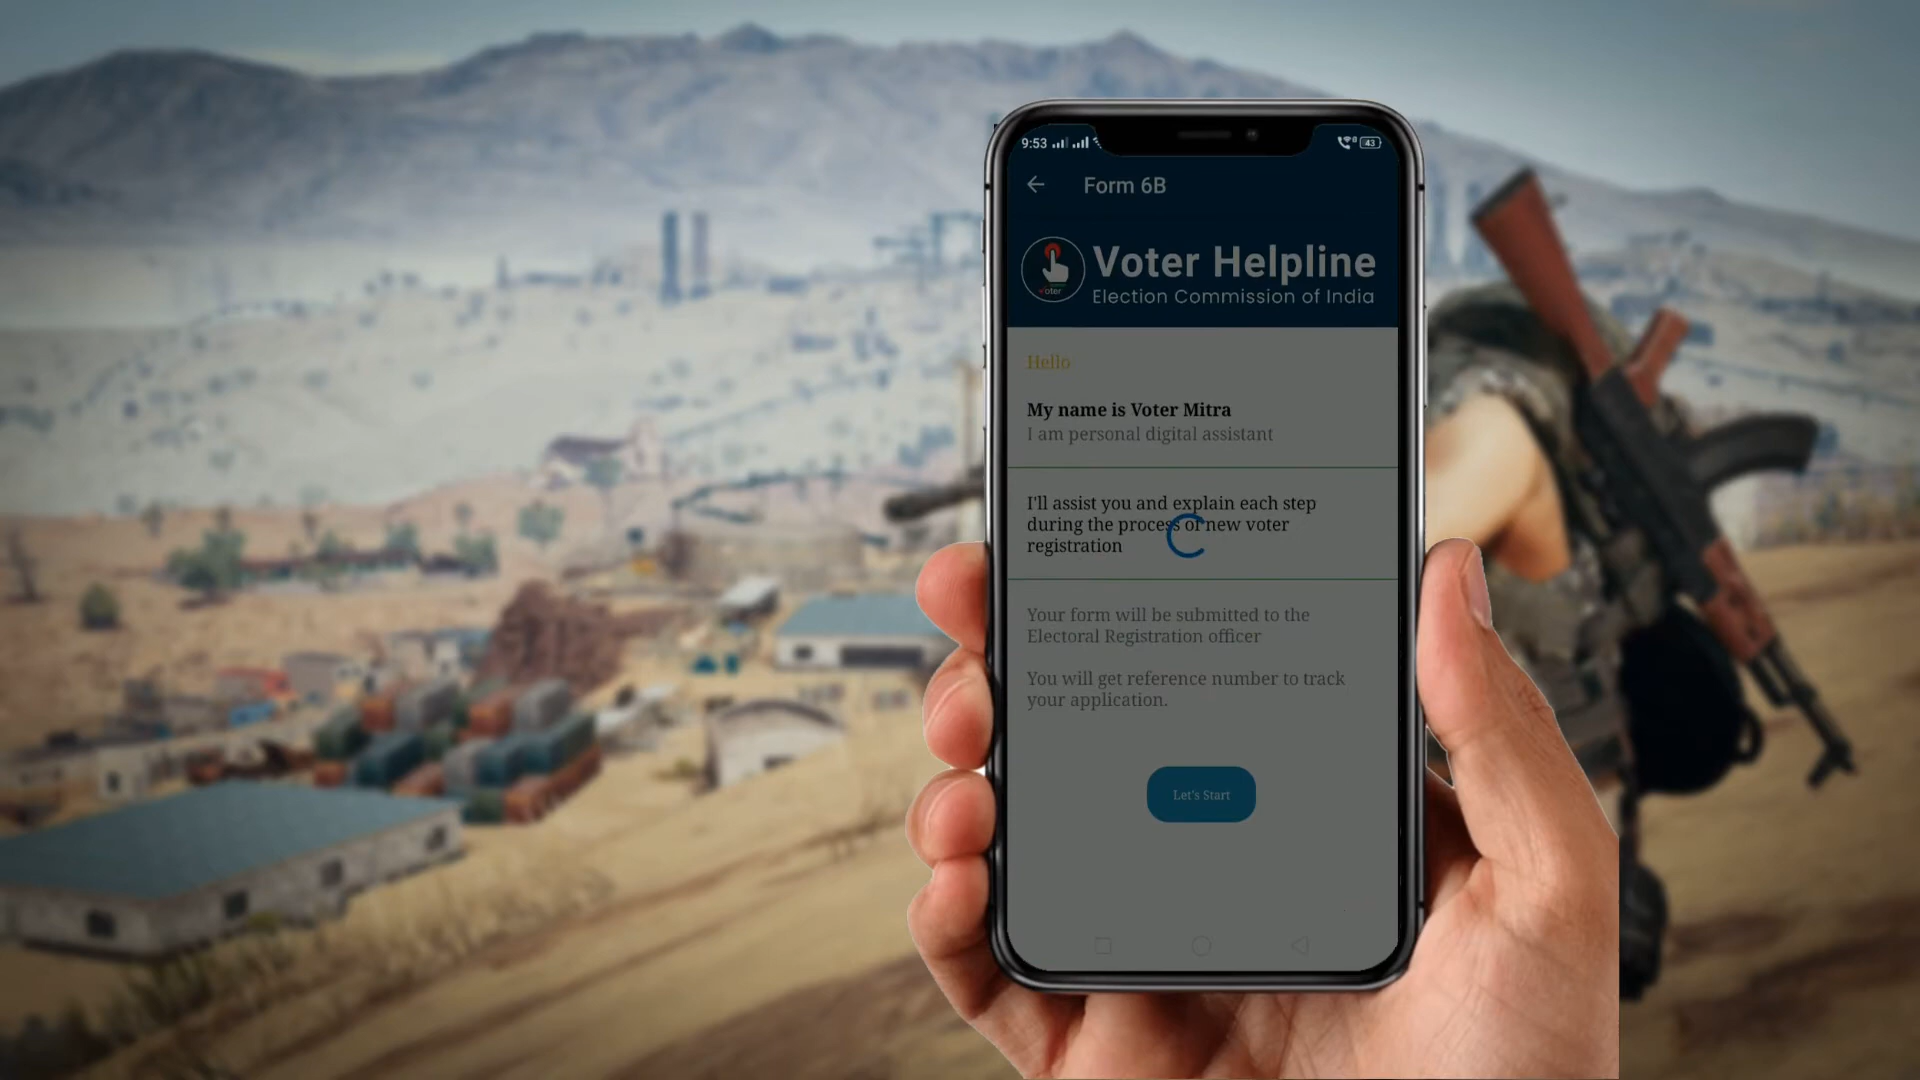 9:53
43
Form 6B
Voter Helpline
Election Commission of India
Hello
My name is Voter Mitra
I am personal digital assistant
I'll assist you and explain each step
during the process of new voter
registration
Your form will be submitted to the
Electoral Registration officer
You will get reference number to track
your application.
Let's Start